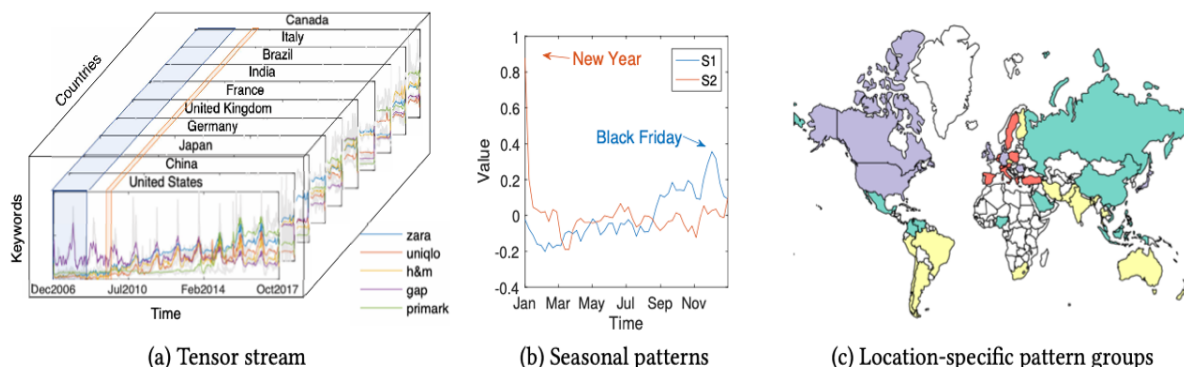 Countries
Canada
Italy
Brazil
India
France
United Kingdom
Germany
Japan
China
United States
Keywords
Dec2006 Jul2010 Feb2014 Oct2017
Time
zara
uniqlo
h&m
gap
primark
(a) Tensor stream
Value
1
0.8
0.6
0.4
0.2
0
-0.2
-0.4
New Year
Black Friday
S1
S2
Jan Mar May Jul Sep Nov
Time
(b) Seasonal patterns
(c) Location-specific pattern groups